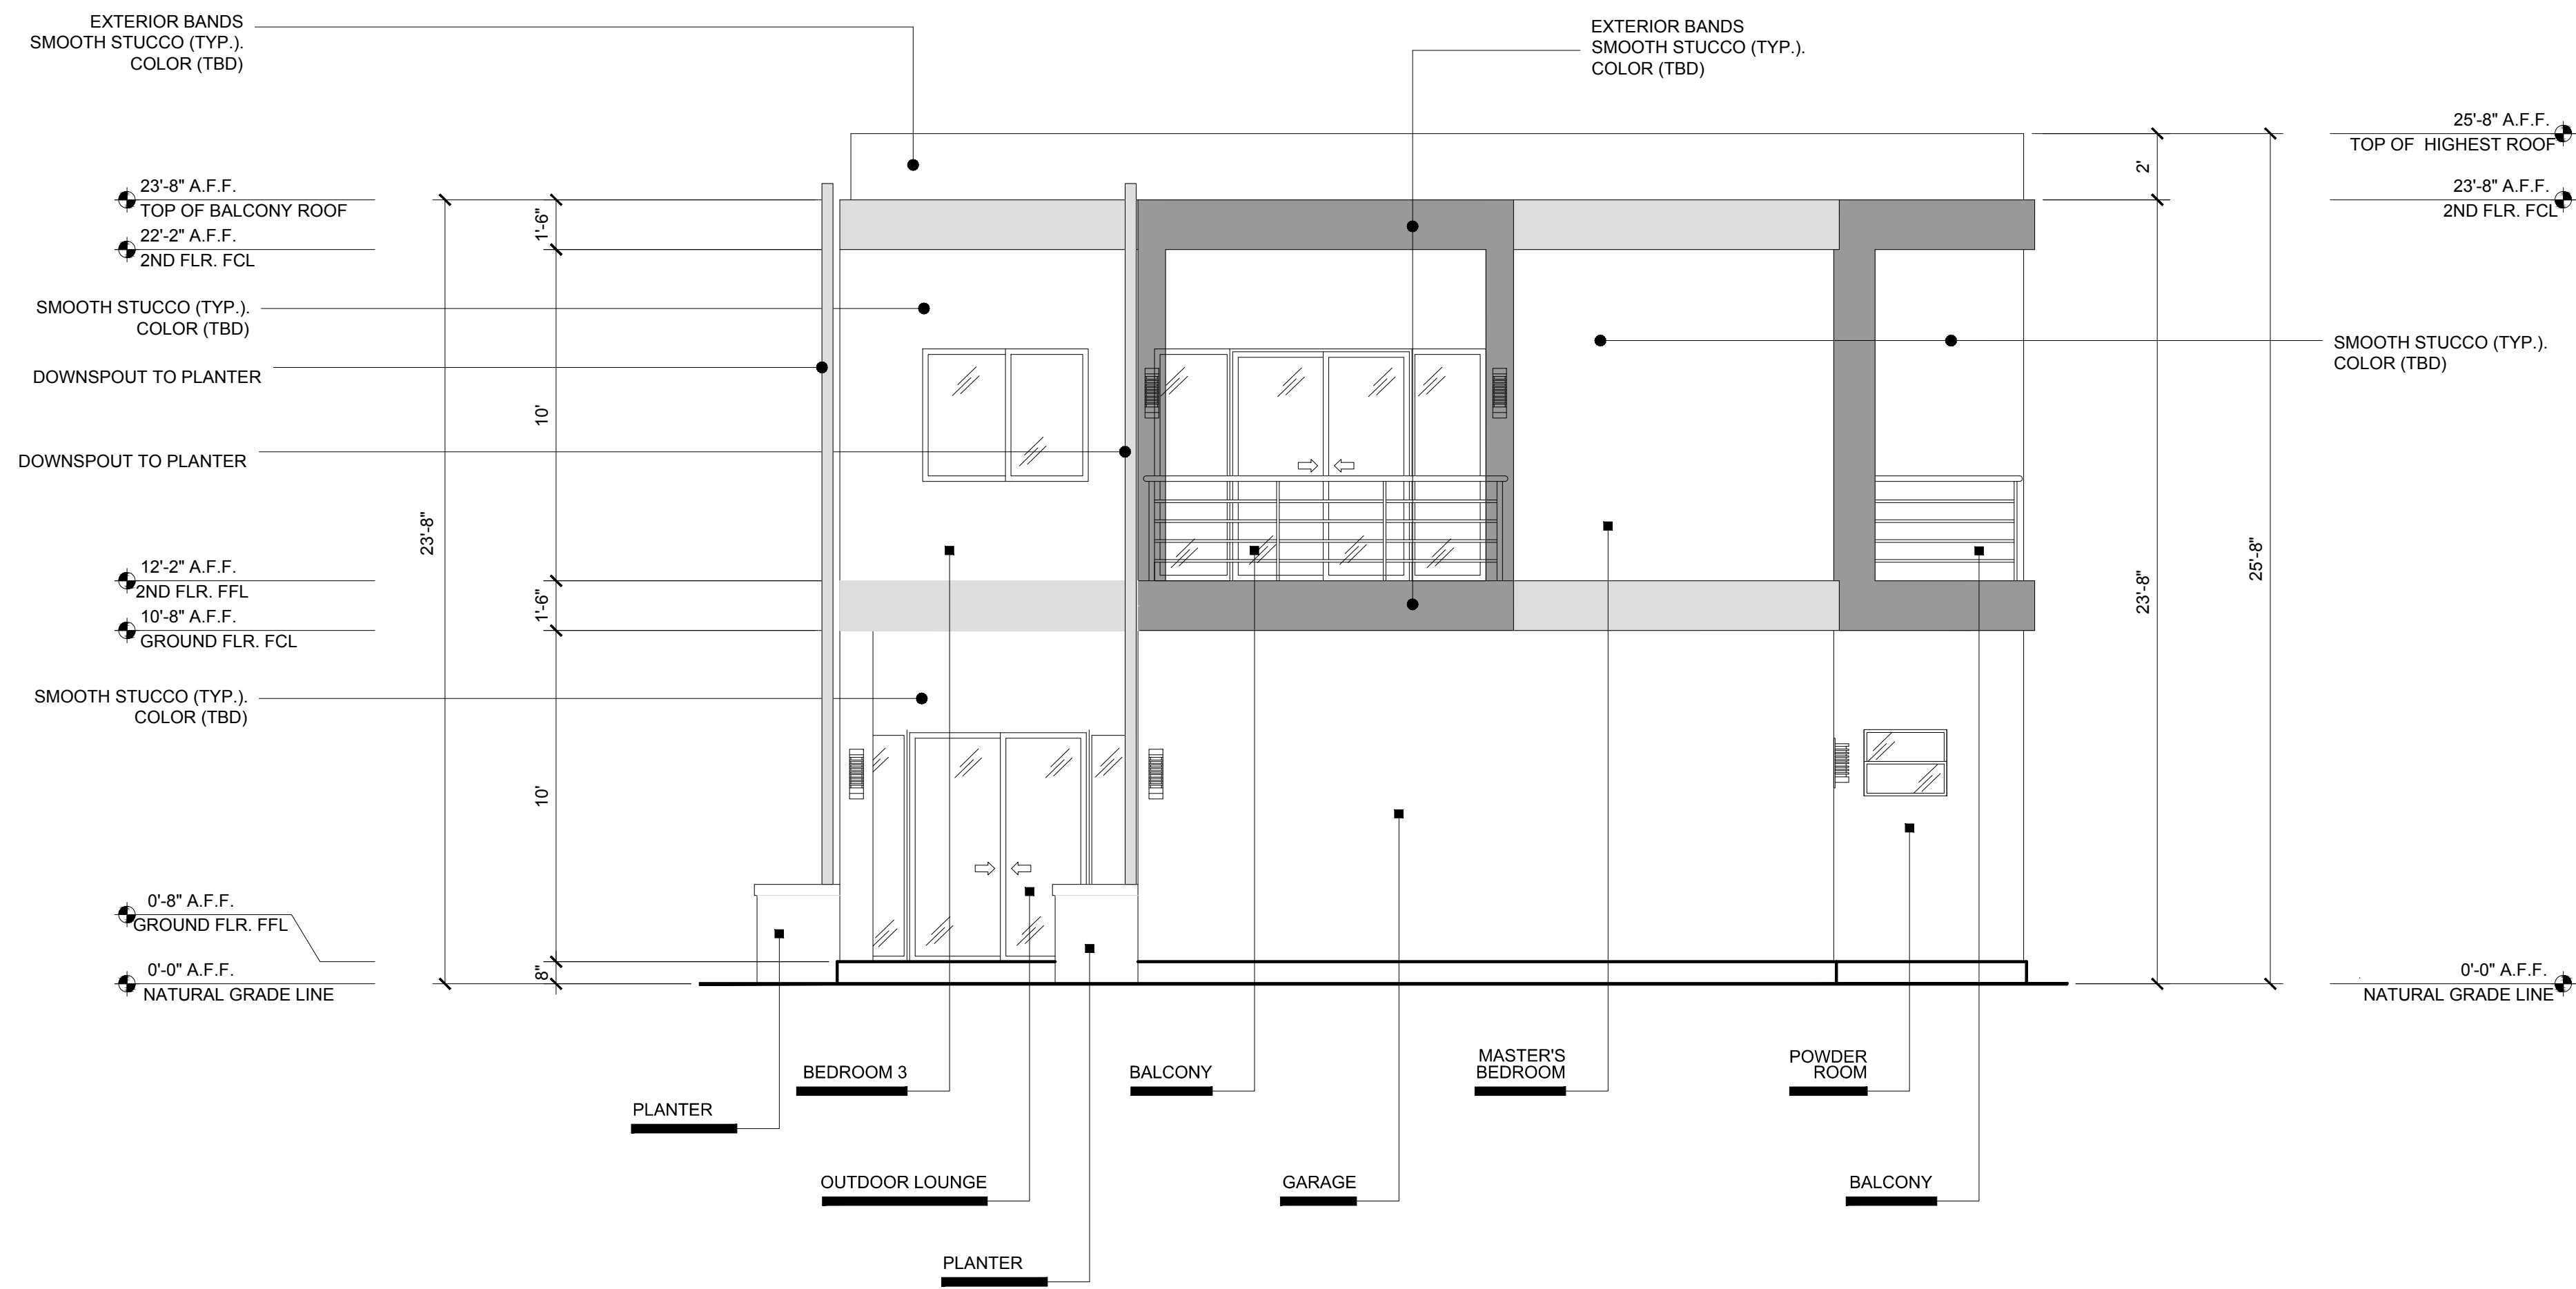 EXTERIOR BANDS
SMOOTH STUCCO (TYP.).
COLOR (TBD)
EXTERIOR BANDS
SMOOTH STUCCO (TYP.).
COLOR (TBD)
23'-8" A.F.F.
TOP OF BALCONY ROOF
22'-2" A.F.F.
2ND FLR. FCL
SMOOTH STUCCO (TYP.).
COLOR (TBD)
DOWNSPOUT TO PLANTER
DOWNSPOUT TO PLANTER
12'-2" A.F.F.
2ND FLR. FFL
10'-8" A.F.F.
GROUND FLR. FCL
SMOOTH STUCCO (TYP.).
COLOR (TBD)
0'-8" A.F.F.
GROUND FLR. FFL
0'-0" A.F.F.
NATURAL GRADE LINE
23'-8"
1'-6"
10'
1'-6"
10'
8"
25'-8" A.F.F.
TOP OF HIGHEST ROOF
23'-8" A.F.F.
2ND FLR. FCL
2'
23'-8"
25'-8"
SMOOTH STUCCO (TYP.).
COLOR (TBD)
0'-0" A.F.F.
NATURAL GRADE LINE
BEDROOM 3
BALCONY
MASTER'S
BEDROOM
POWDER
ROOM
PLANTER
OUTDOOR LOUNGE
GARAGE
BALCONY
PLANTER